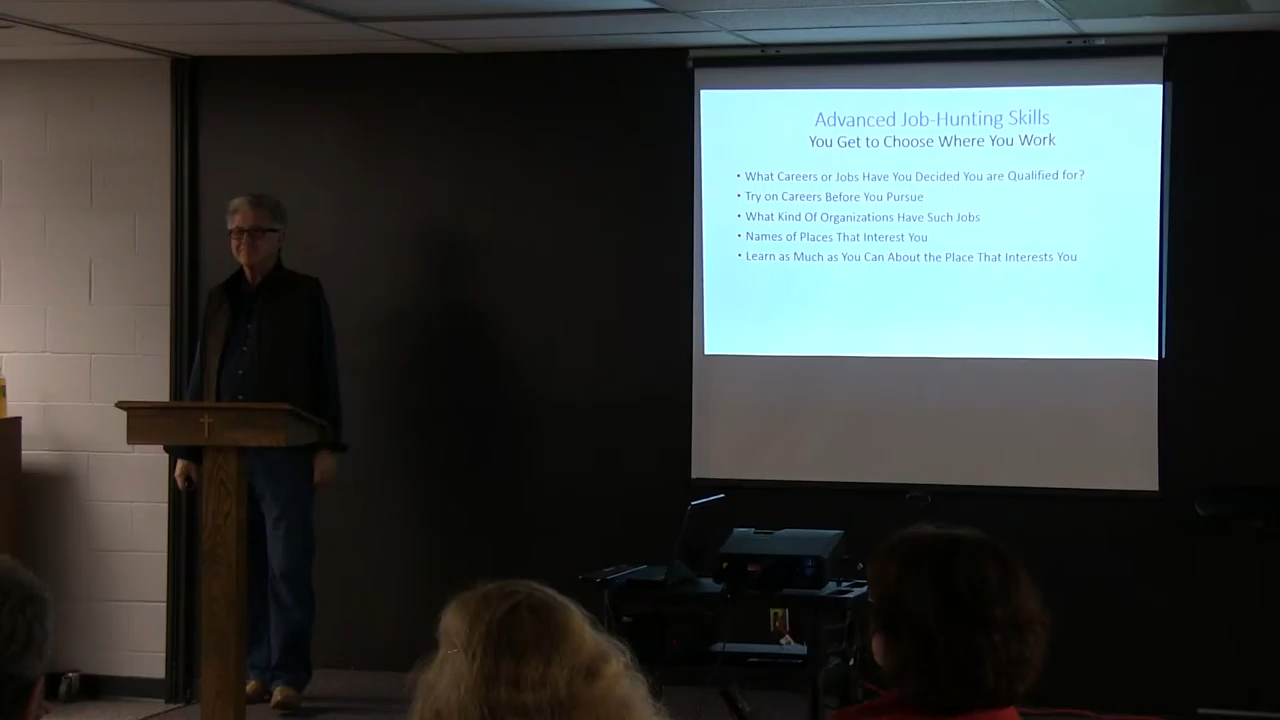 Advanced Job-Hunting Skills
You Get to Choose Where You Work
• What Careers or Jobs Have You Decided You are Qualified for?
• Try on Careers Before You Pursue
• What Kind Of Organizations Have Such Jobs
• Names of Places That Interest You
• Learn as Much as You Can About the Place That Interests You